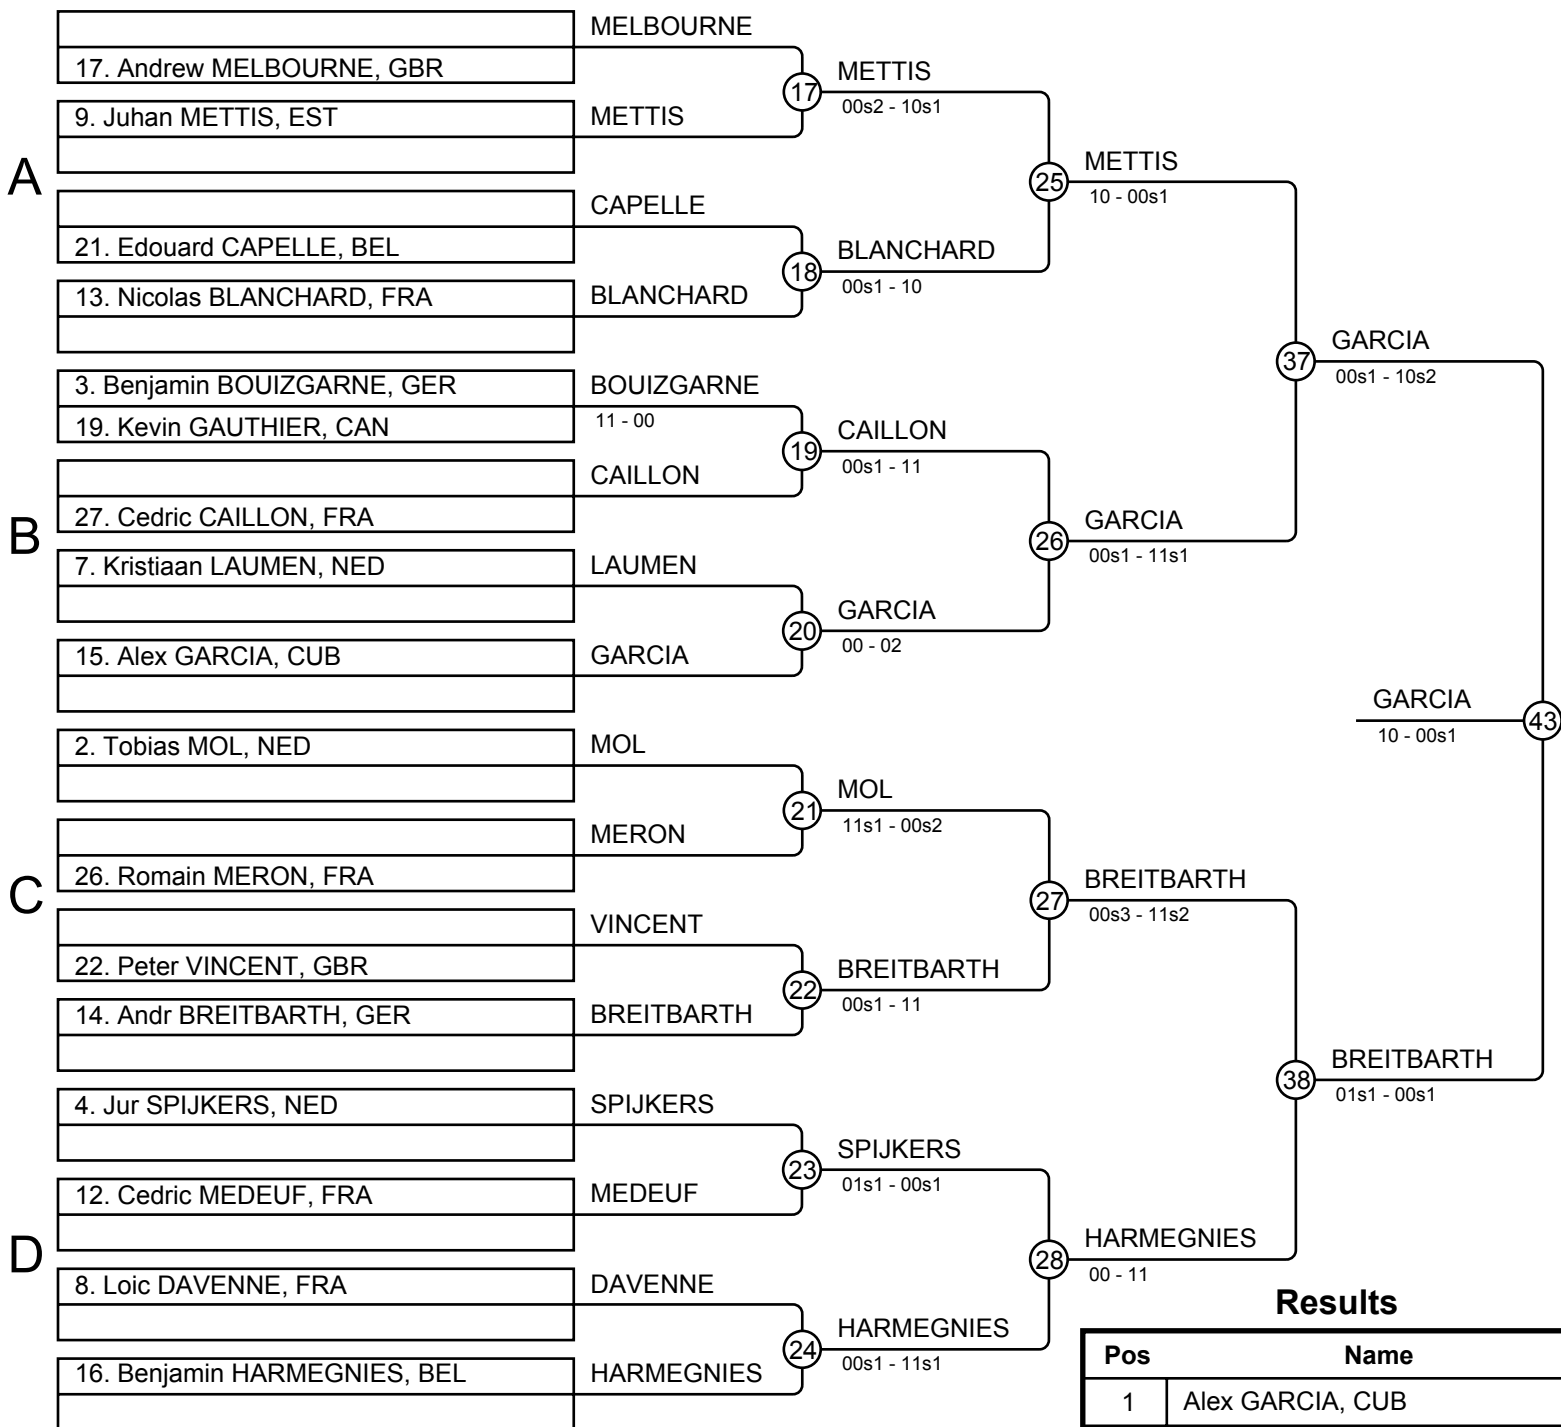 MELBOURNE
17. Andrew MELBOURNE, GBR
METTIS
17
00s2 - 10s1
9. Juhan METTIS, EST
METTIS
A
METTIS
25
10 - 00s1
CAPELLE
21. Edouard CAPELLE, BEL
BLANCHARD
18
00s1 - 10
13. Nicolas BLANCHARD, FRA
BLANCHARD
GARCIA
37
00s1 - 10s2
3. Benjamin BOUIZGARNE, GER
BOUIZGARNE
19. Kevin GAUTHIER, CAN
11 - 00
CAILLON
19
00s1 - 11
CAILLON
27. Cedric CAILLON, FRA
B
GARCIA
26
00s1 - 11s1
7. Kristiaan LAUMEN, NED
LAUMEN
GARCIA
20
00 - 02
15. Alex GARCIA, CUB
GARCIA
GARCIA
43
10 - 00s1
2. Tobias MOL, NED
MOL
MOL
21
11s1 - 00s2
MERON
26. Romain MERON, FRA
C
BREITBARTH
27
00s3 - 11s2
VINCENT
22. Peter VINCENT, GBR
BREITBARTH
22
00s1 - 11
14. Andr BREITBARTH, GER
BREITBARTH
BREITBARTH
38
01s1 - 00s1
4. Jur SPIJKERS, NED
SPIJKERS
SPIJKERS
23
01s1 - 00s1
12. Cedric MEDEUF, FRA
MEDEUF
D
HARMEGNIES
28
00 - 11
8. Loic DAVENNE, FRA
DAVENNE
HARMEGNIES
24
00s1 - 11s1
16. Benjamin HARMEGNIES, BEL
HARMEGNIES
Results
Pos Name
1 Alex GARCIA, CUB